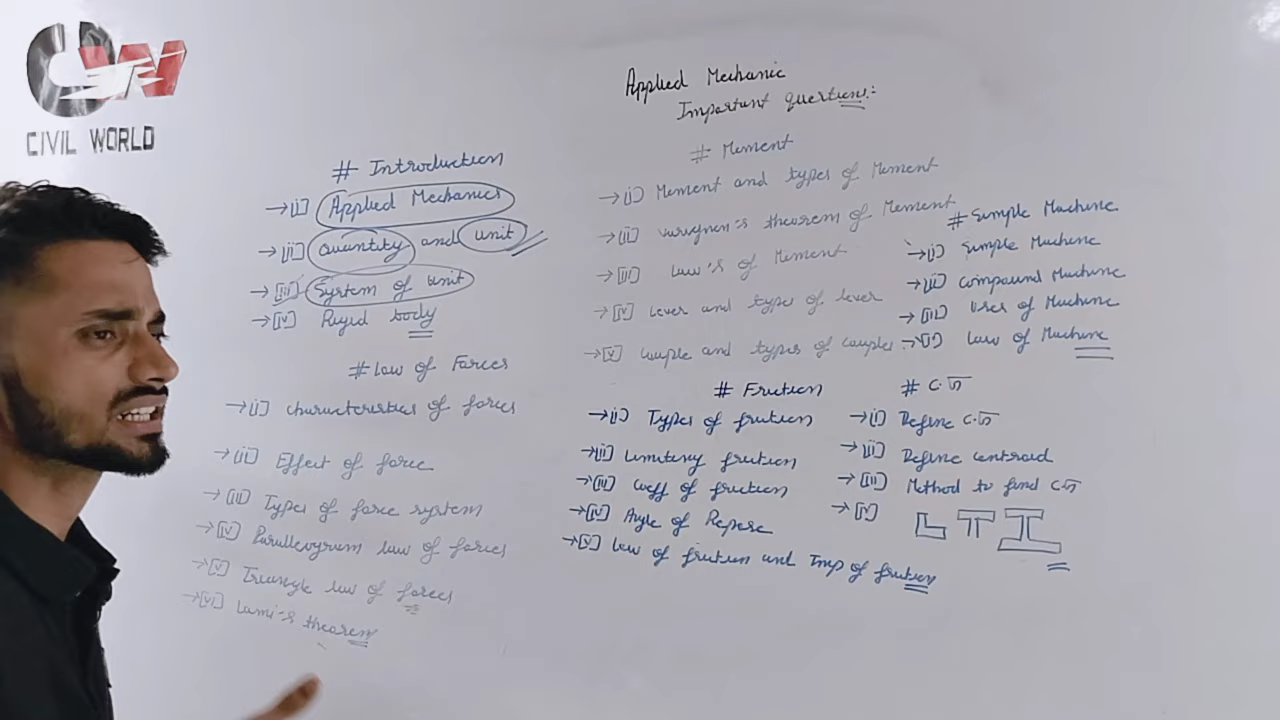 CW
CIVIL WORLD
Applied Mechanic
Important questions:-
# Introduction
→ [i] Applied Mechanics
→ [ii] Quantity and unit
→ [iii] System of unit
→ [iv] Rigid body
# Law of Forces
→ [i] characteristics of forces
→ [ii] Effect of force
→ [iii] Types of force system
→ [iv] Parallelogram law of forces
→ [v] Triangle law of forces
→ [vi] Lami's theorem
# Moment
→ [i] Moment and types of Moment
→ [ii] varignon's theorem of Moment
→ [iii] law's of Moment
→ [iv] lever and types of lever
→ [v] couple and types of couple
# Simple Machine
→ [i] Simple Machine
→ [ii] compound Machine
→ [iii] Uses of Machine
→ [iv] law of Machine
# Friction
→ [i] Types of friction
→ [ii] Limiting friction
→ [iii] coeff of friction
→ [iv] Angle of Repose
→ [v] law of friction and Imp of friction
# C.G
→ [i] Define C.G
→ [ii] Define centroid
→ [iii] Method to find C.G
→ [iv]